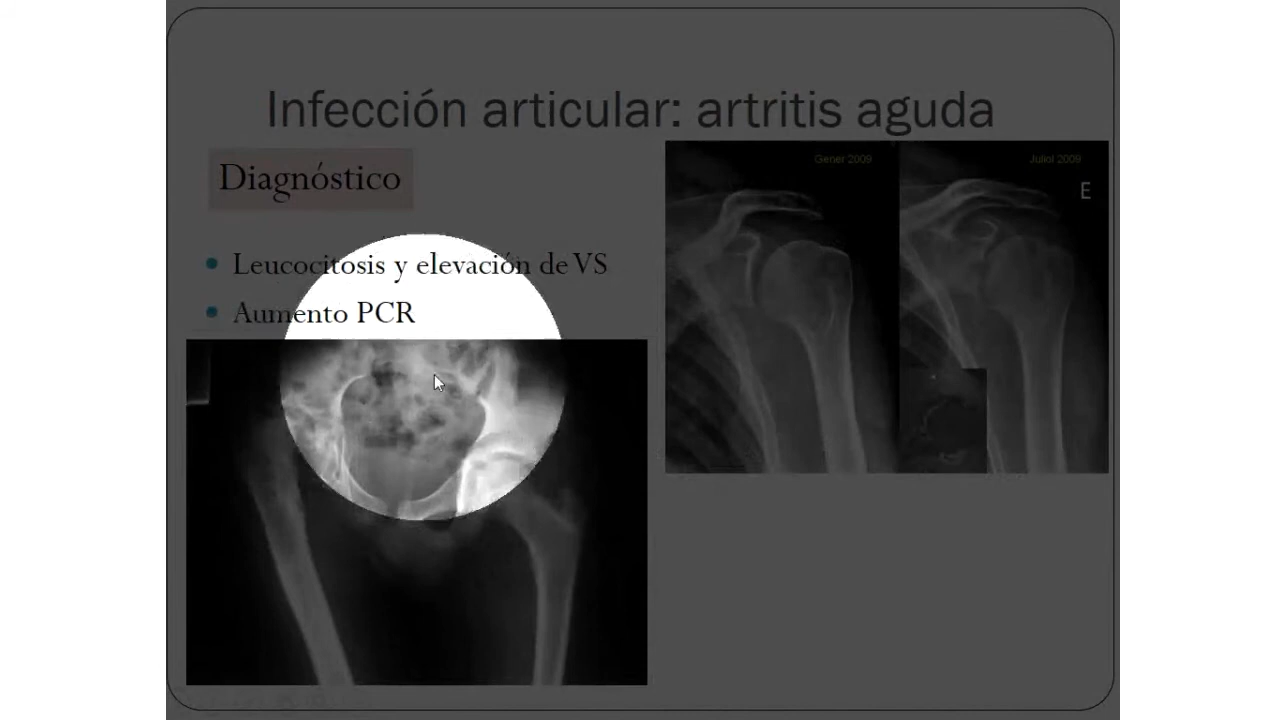 Infección articular: artritis aguda
Diagnóstico
Leucocitosis y elevación de VS
Aumento PCR
Gener 2009
Juliol 2009
E